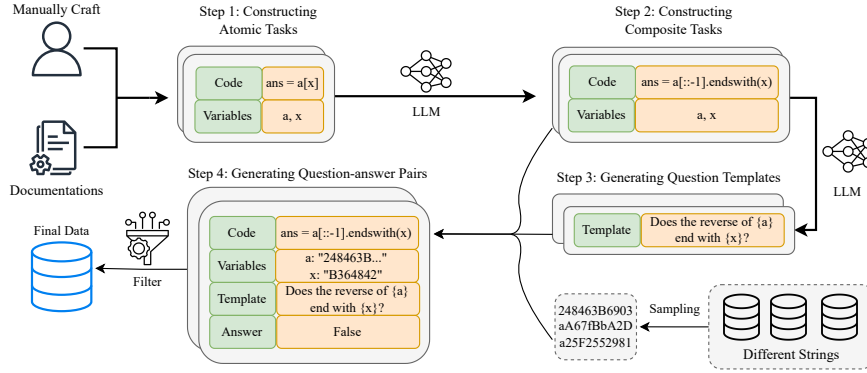 Manually Craft
Documentations
Step 1: Constructing
Atomic Tasks
Code
ans = a[x]
Variables
a, x
LLM
Step 2: Constructing
Composite Tasks
Code
ans = a[::-1].endswith(x)
Variables
a, x
LLM
Step 3: Generating Question Templates
Template
Does the reverse of {a}
end with {x}?
Step 4: Generating Question-answer Pairs
Code
ans = a[::-1].endswith(x)
Variables
a: "248463B..."
x: "B364842"
Template
Does the reverse of {a}
end with {x}?
Answer
False
Filter
Final Data
248463B6903
aA67fBbA2D
a25F2552981
Sampling
Different Strings